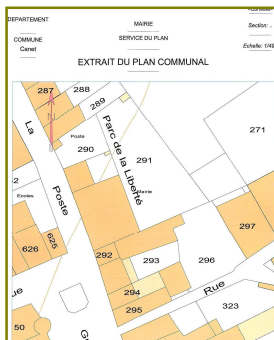 DEPARTEMENT
MAIRIE
Section:
COMMUNE
SERVICE DU PLAN
Canet
Echelle:
EXTRAIT DU PLAN COMMUNAL
287
288
289
La
Poste
290
Parc de la Liberté
271
291
Ecoles
Poste
Mairie
625
626
297
292
293
296
294
Rue
295
323
50